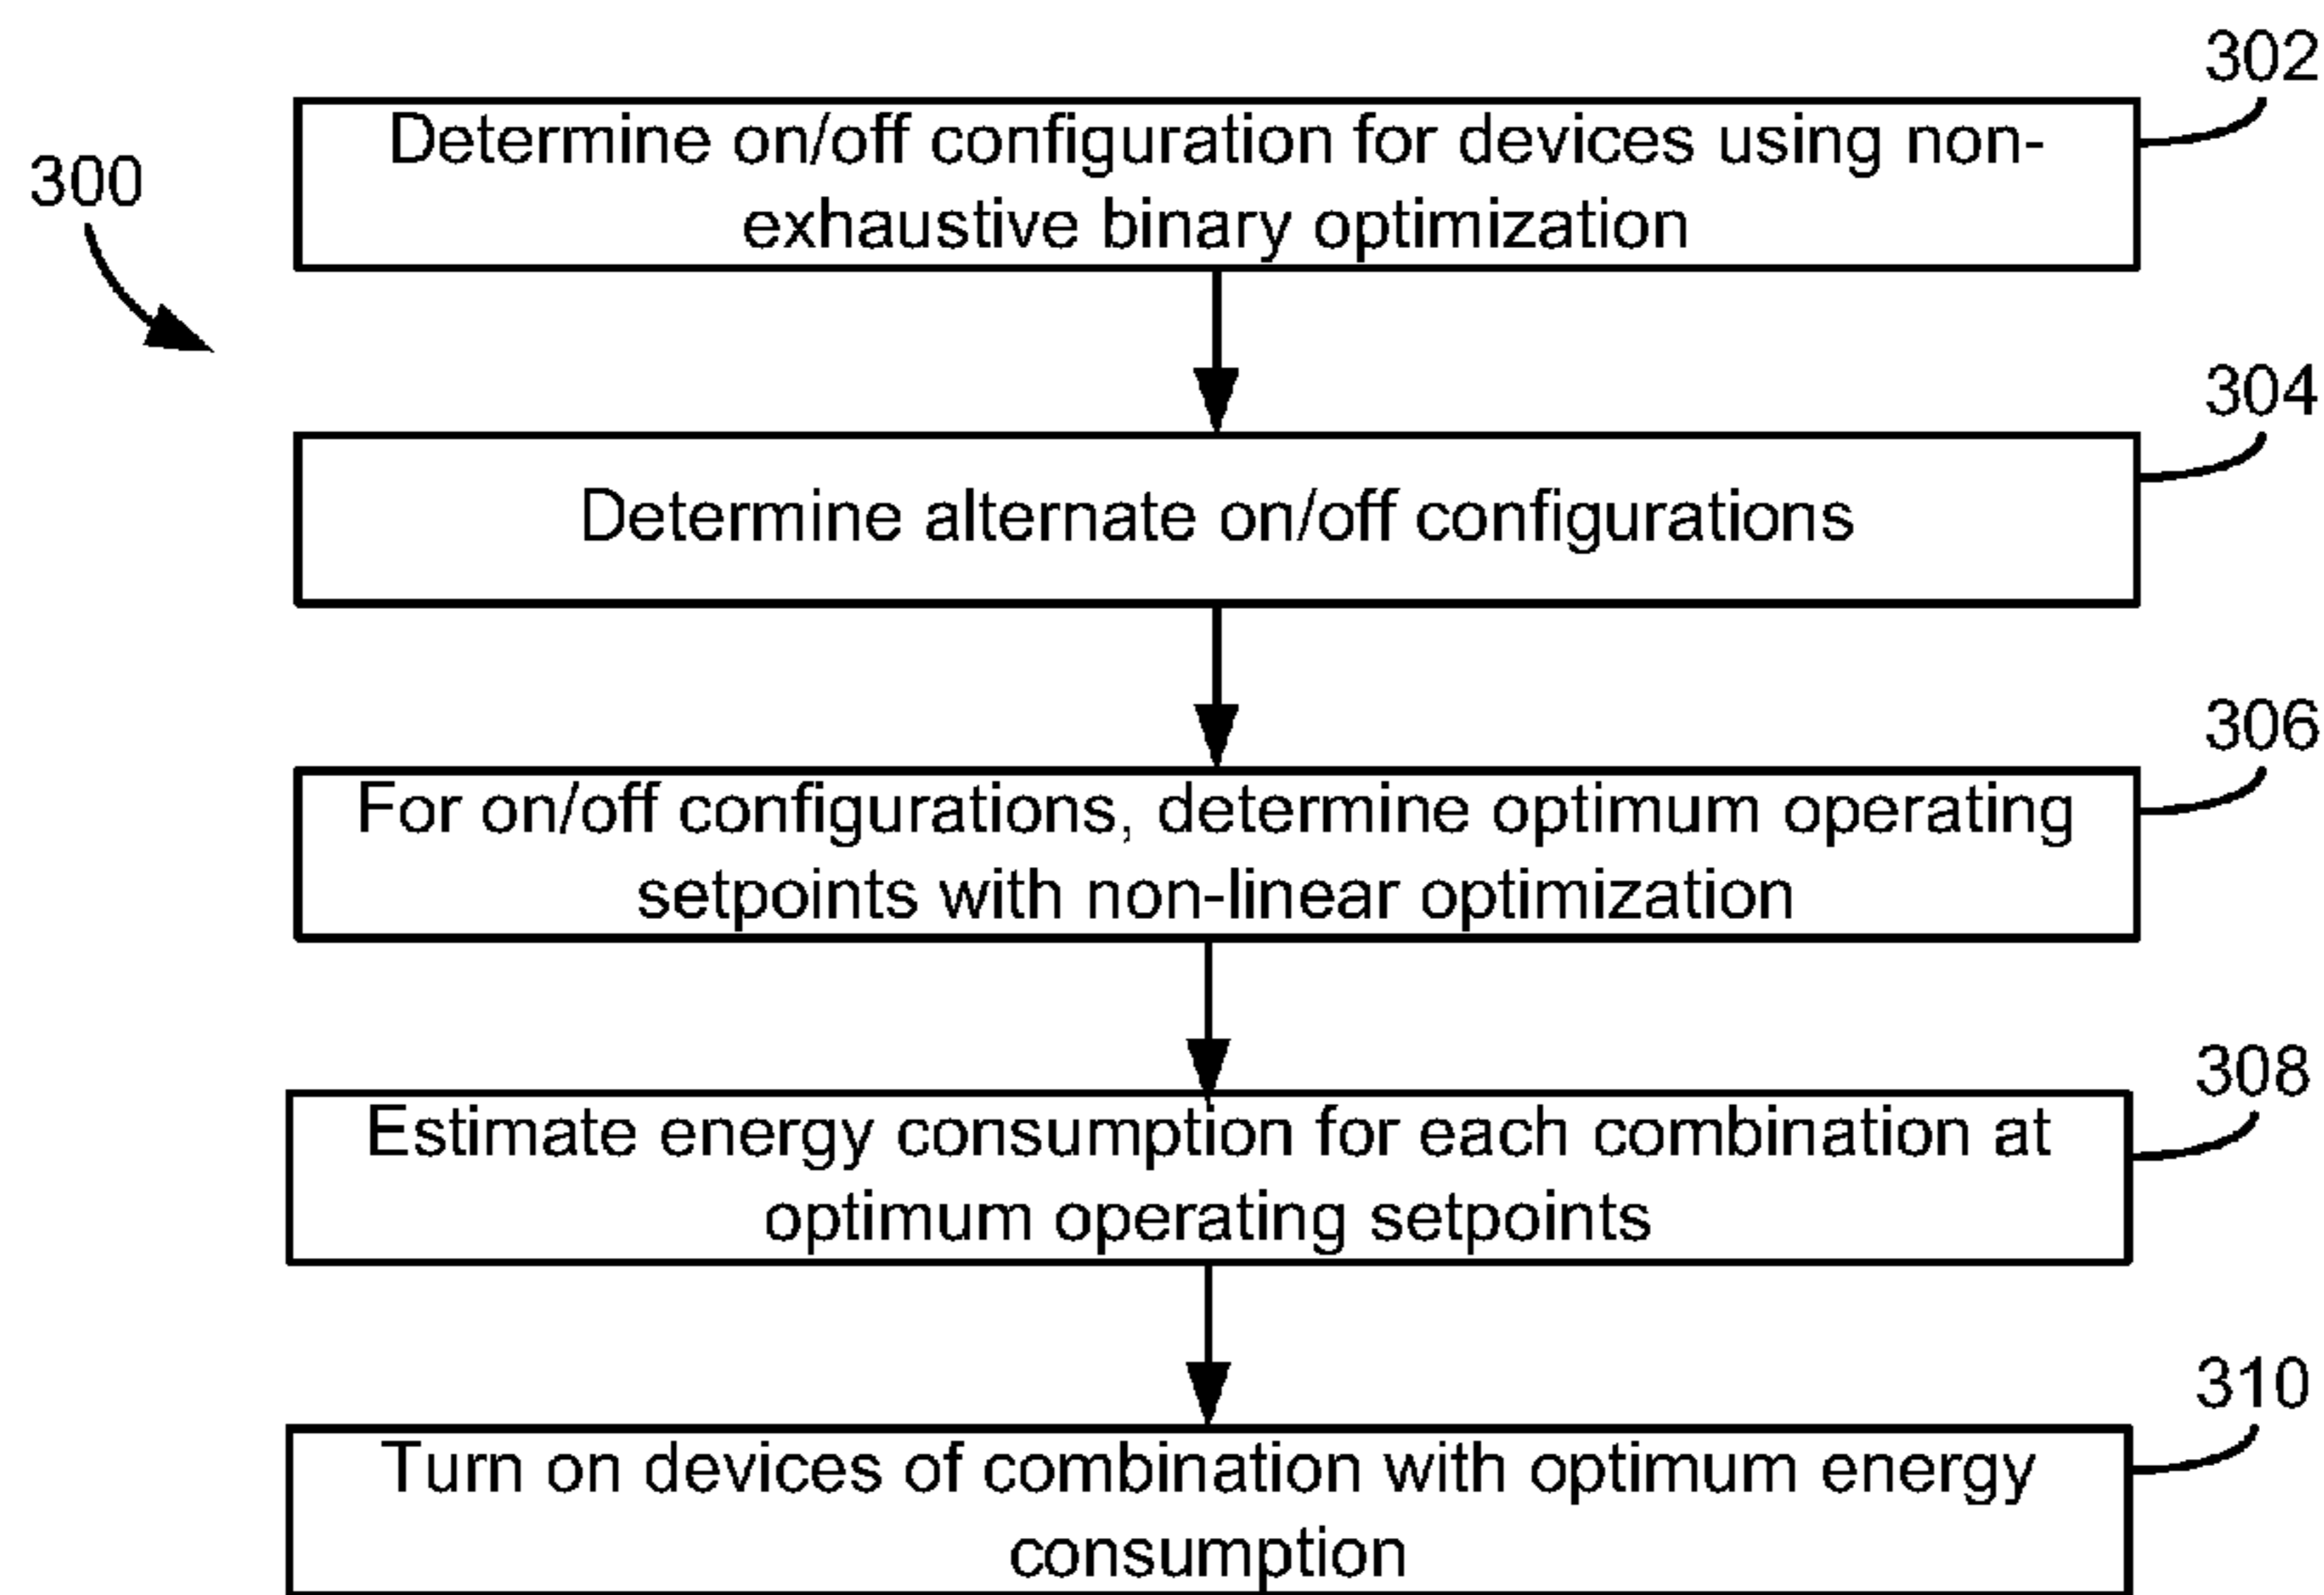 302
Determine on/off configuration for devices using non-
exhaustive binary optimization
300
304
Determine alternate on/off configurations
306
For on/off configurations, determine optimum operating
setpoints with non-linear optimization
308
Estimate energy consumption for each combination at
optimum operating setpoints
310
Turn on devices of combination with optimum energy
consumption